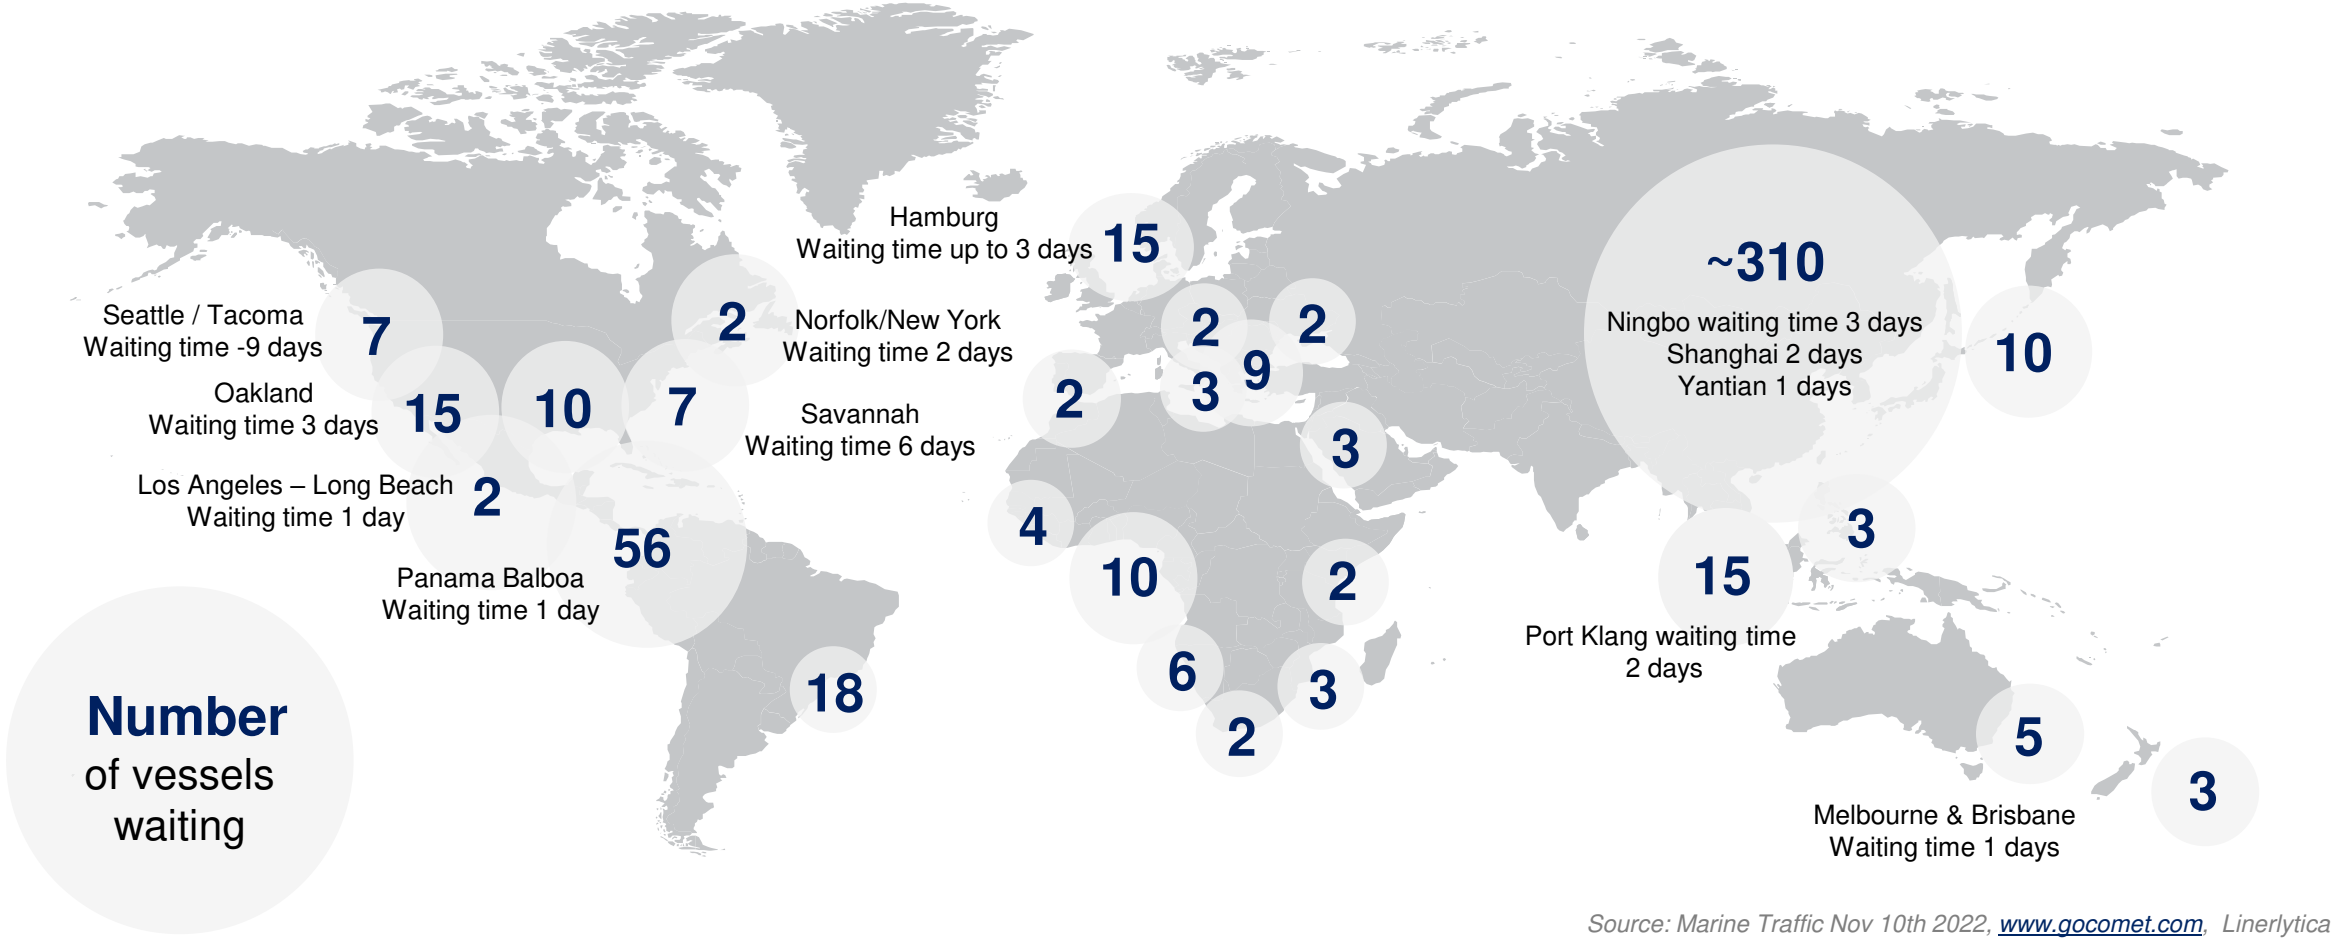 Hamburg
Waiting time up to 3 days
15
~310
Ningbo waiting time 3 days
Shanghai 2 days
Yantian 1 days
10
Seattle / Tacoma
Waiting time -9 days
7
2
Norfolk/New York
Waiting time 2 days
2
2
9
3
2
Oakland
Waiting time 3 days
15
10
7
Savannah
Waiting time 6 days
3
Los Angeles – Long Beach
Waiting time 1 day
2
56
4
10
2
3
15
Port Klang waiting time
2 days
Panama Balboa
Waiting time 1 day
18
6
3
2
5
3
Melbourne & Brisbane
Waiting time 1 days
Number
of vessels
waiting
Source: Marine Traffic Nov 10th 2022, www.gocomet.com, Linerlytica